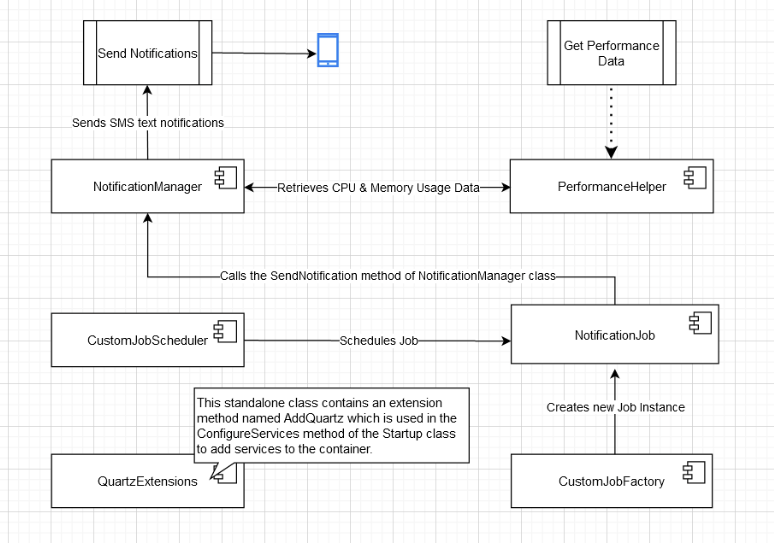 Send Notifications
Get Performance
Data
Sends SMS text notifications
NotificationManager
Retrieves CPU & Memory Usage Data
PerformanceHelper
Calls the SendNotification method of NotificationManager class
CustomJobScheduler
Schedules Job
NotificationJob
This standalone class contains an extension
method named AddQuartz which is used in the
ConfigureServices method of the Startup class
to add services to the container.
Creates new Job Instance
QuartzExtensions
CustomJobFactory